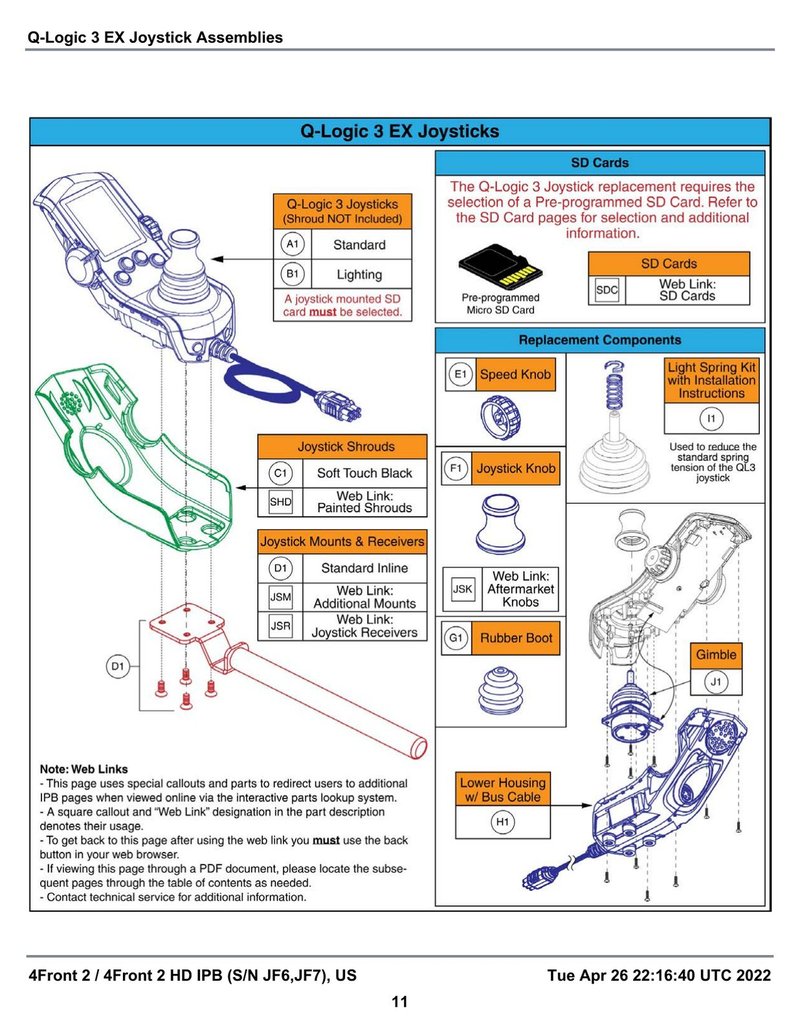 Q-Logic 3 EX Joystick Assemblies
Q-Logic 3 EX Joysticks
Q-Logic 3 Joysticks
(Shroud NOT Included)
A1 Standard
B1 Lighting
A joystick mounted SD
card must be selected.
Joystick Shrouds
C1 Soft Touch Black
SHD Web Link:
Painted Shrouds
Joystick Mounts & Receivers
D1 Standard Inline
JSM Web Link:
Additional Mounts
JSR Web Link:
Joystick Receivers
D1
Note: Web Links
- This page uses special callouts and parts to redirect users to additional
IPB pages when viewed online via the interactive parts lookup system.
- A square callout and “Web Link” designation in the part description
denotes their usage.
- To get back to this page after using the web link you must use the back
button in your web browser.
- If viewing this page through a PDF document, please locate the subse-
quent pages through the table of contents as needed.
- Contact technical service for additional information.
SD Cards
The Q-Logic 3 Joystick replacement requires the
selection of a Pre-programmed SD Card. Refer to
the SD Card pages for selection and additional
information.
Pre-programmed
Micro SD Card
SD Cards
SDC Web Link:
SD Cards
Replacement Components
E1 Speed Knob
F1 Joystick Knob
JSK Web Link:
Aftermarket
Knobs
G1 Rubber Boot
Light Spring Kit
with Installation
Instructions
I1
Used to reduce the
standard spring
tension of the QL3
joystick
Gimble
J1
Lower Housing
w/ Bus Cable
H1
4Front 2 / 4Front 2 HD IPB (S/N JF6,JF7), US
Tue Apr 26 22:16:40 UTC 2022
11